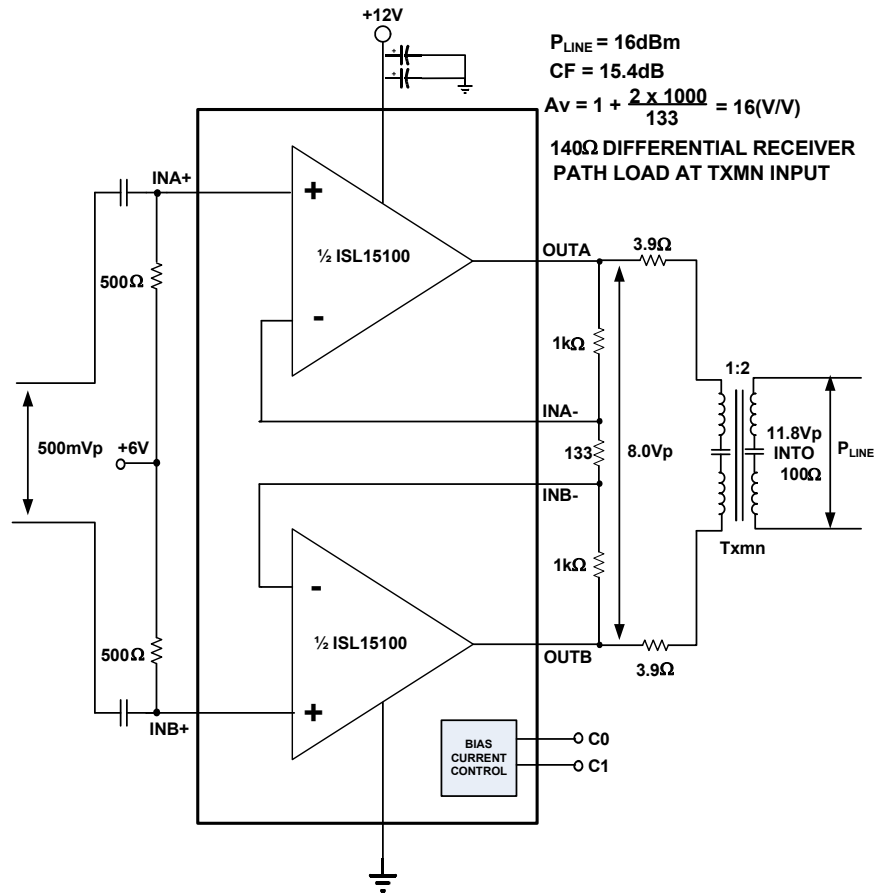 +12V
P_LINE = 16dBm
CF = 15.4dB
Av = 1 + 2 x 1000 / 133 = 16(V/V)
140Ω DIFFERENTIAL RECEIVER
PATH LOAD AT TXMN INPUT
INA+
+
½ ISL15100
-
500Ω
OUTA
3.9Ω
1kΩ
INA-
1:2
500mVp
+6V
133
8.0Vp
11.8Vp
INTO
100Ω
P_LINE
INB-
Txmn
1kΩ
-
½ ISL15100
+
500Ω
OUTB
3.9Ω
INB+
BIAS
CURRENT
CONTROL
C0
C1
+
+